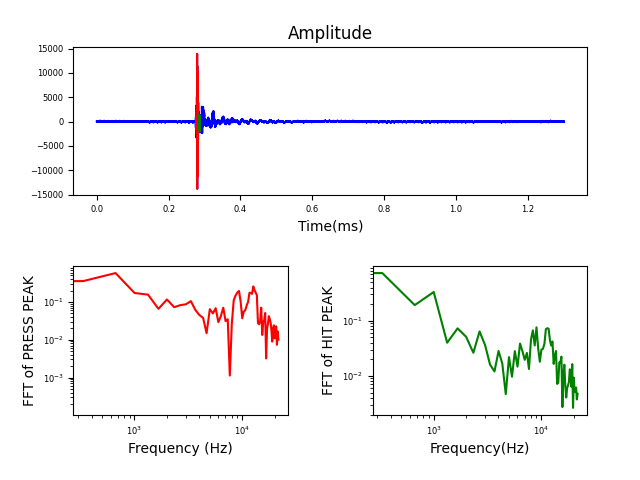 Amplitude
15000
10000
5000
0
−5000
−10000
−15000
0.0 0.2 0.4 0.6 0.8 1.0 1.2
Time(ms)
FFT of PRESS PEAK
10⁻¹
10⁻²
10⁻³
10³ 10⁴
Frequency (Hz)
FFT of HIT PEAK
10⁻¹
10⁻²
10³ 10⁴
Frequency(Hz)